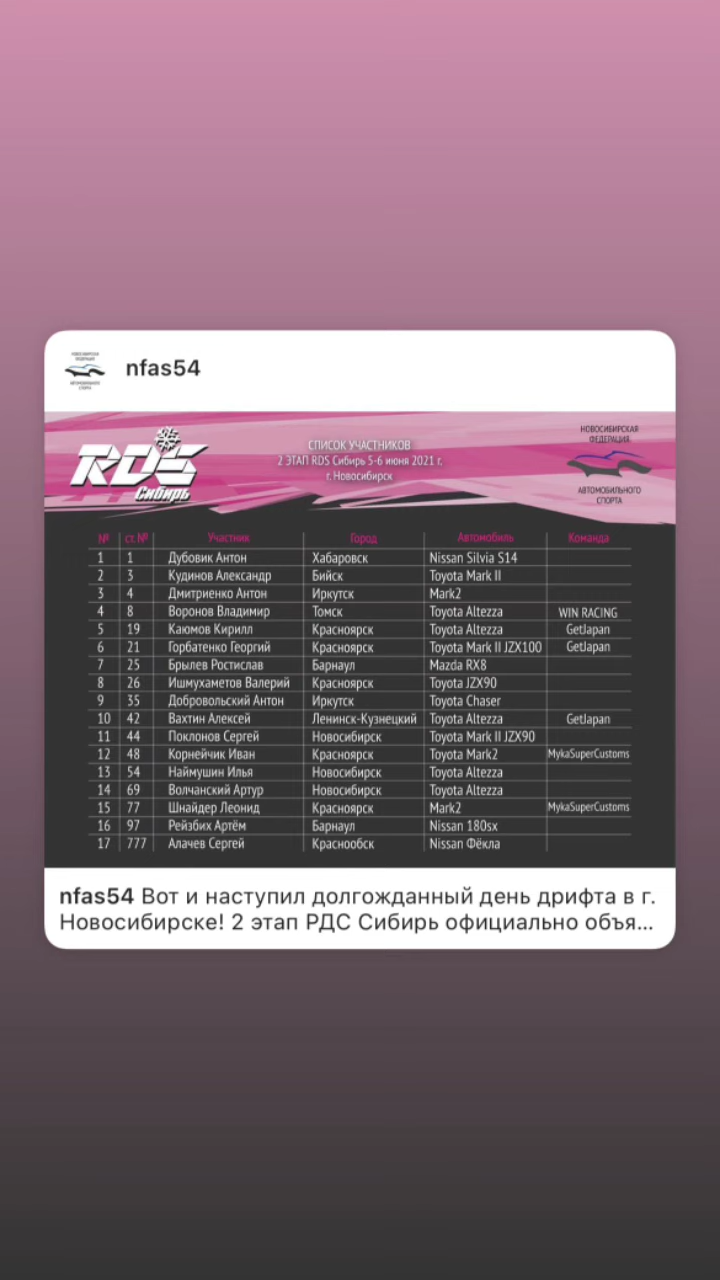 НОВОСИБИРСКАЯ
ФЕДЕРАЦИЯ
АВТОМОБИЛЬНОГО
СПОРТА
nfas54
RDS
Сибирь
СПИСОК УЧАСТНИКОВ
2 ЭТАП RDS Сибирь 5-6 июня 2021 г.
г. Новосибирск
НОВОСИБИРСКАЯ
ФЕДЕРАЦИЯ
АВТОМОБИЛЬНОГО
СПОРТА
№ ст.№ Участник Город Автомобиль Команда
1 1 Дубовик Антон Хабаровск Nissan Silvia S14
2 3 Кудинов Александр Бийск Toyota Mark II
3 4 Дмитриенко Антон Иркутск Mark2
4 8 Воронов Владимир Томск Toyota Altezza WIN RACING
5 19 Каюмов Кирилл Красноярск Toyota Altezza GetJapan
6 21 Горбатенко Георгий Красноярск Toyota Mark II JZX100 GetJapan
7 25 Брылев Ростислав Барнаул Mazda RX8
8 26 Ишмухаметов Валерий Красноярск Toyota JZX90
9 35 Добровольский Антон Иркутск Toyota Chaser
10 42 Вахтин Алексей Ленинск-Кузнецкий Toyota Altezza GetJapan
11 44 Поклонов Сергей Новосибирск Toyota Mark II JZX90
12 48 Корнейчик Иван Красноярск Toyota Mark2 MykaSuperCustoms
13 54 Наймушин Илья Новосибирск Toyota Altezza
14 69 Волчанский Артур Новосибирск Toyota Altezza
15 77 Шнайдер Леонид Красноярск Mark2 MykaSuperCustoms
16 97 Рейзбих Артём Барнаул Nissan 180sx
17 777 Алачев Сергей Краснообск Nissan Фёкла
nfas54 Вот и наступил долгожданный день дрифта в г.
Новосибирске! 2 этап РДС Сибирь официально объя...